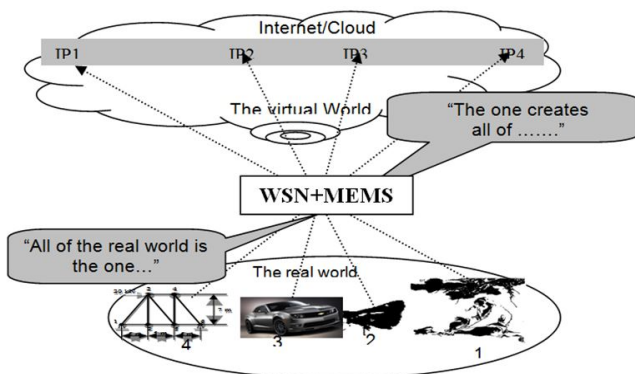 Internet/Cloud
IP1 IP2 IP3 IP4
The virtual World
“The one creates
all of …….”
WSN+MEMS
“All of the real world is
the one…”
The real world
4 3 2 1